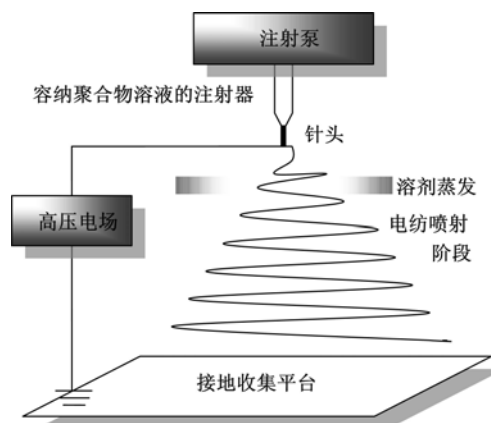 注射泵
容纳聚合物溶液的注射器
针头
溶剂蒸发
高压电场
电纺喷射
阶段
接地收集平台